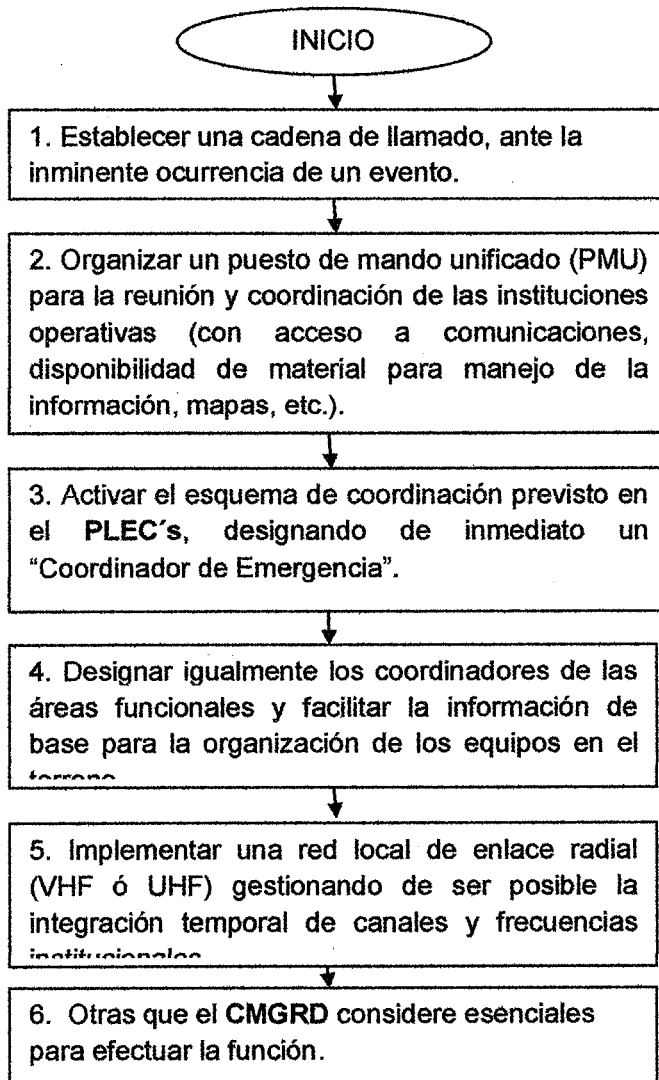 INICIO
1. Establecer una cadena de llamado, ante la
inminente ocurrencia de un evento.
2. Organizar un puesto de mando unificado (PMU)
para la reunión y coordinación de las instituciones
operativas (con acceso a comunicaciones,
disponibilidad de material para manejo de la
información, mapas, etc.).
3. Activar el esquema de coordinación previsto en
el PLEC´s, designando de inmediato un
“Coordinador de Emergencia”.
4. Designar igualmente los coordinadores de las
áreas funcionales y facilitar la información de
base para la organización de los equipos en el
5. Implementar una red local de enlace radial
(VHF ó UHF) gestionando de ser posible la
integración temporal de canales y frecuencias
6. Otras que el CMGRD considere esenciales
para efectuar la función.